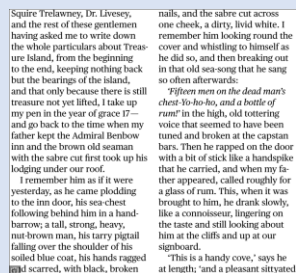 Squire Trelawney, Dr. Livesey,
and the rest of these gentlemen
having asked me to write down
the whole particulars about Treas-
ure Island, from the beginning
to the end, keeping nothing back
but the bearings of the island,
and that only because there is still
treasure not yet lifted, I take up
my pen in the year of grace 17—
and go back to the time when my
father kept the Admiral Benbow
inn and the brown old seaman
with the sabre cut first took up his
lodging under our roof.
I remember him as if it were
yesterday, as he came plodding
to the inn door, his sea-chest
following behind him in a hand-
barrow; a tall, strong, heavy,
nut-brown man, his tarry pigtail
falling over the shoulder of his
soiled blue coat, his hands ragged
and scarred, with black, broken
nails, and the sabre cut across
one cheek, a dirty, livid white. I
remember him looking round the
cover and whistling to himself as
he did so, and then breaking out
in that old sea-song that he sang
so often afterwards:
‘Fifteen men on the dead man’s
chest-Yo-ho-ho, and a bottle of
rum!’ in the high, old tottering
voice that seemed to have been
tuned and broken at the capstan
bars. Then he rapped on the door
with a bit of stick like a handspike
that he carried, and when my fa-
ther appeared, called roughly for
a glass of rum. This, when it was
brought to him, he drank slowly,
like a connoisseur, lingering on
the taste and still looking about
him at the cliffs and up at our
signboard.
‘This is a handy cove,’ says he
at length; ‘and a pleasant sittyated